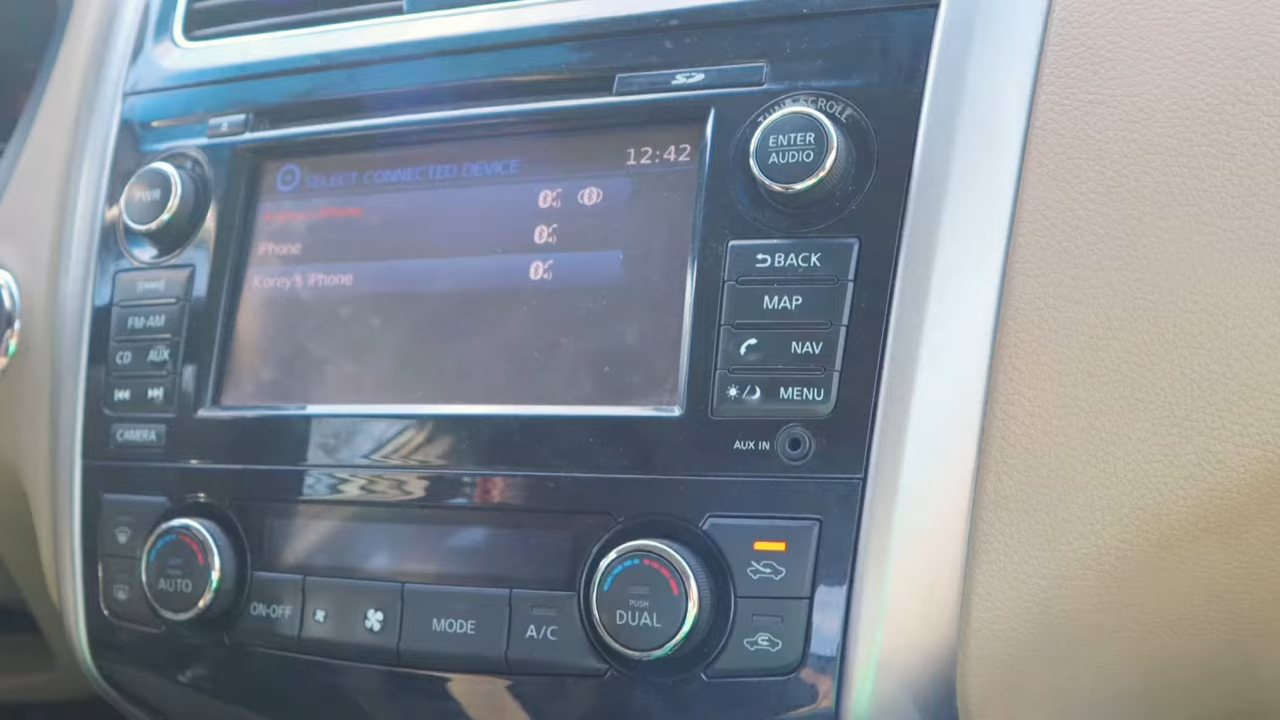 SD
TUNE·SCROLL
ENTER
AUDIO
12:42
SELECT CONNECTED DEVICE
PWR
iPhone
iPhone
Korey's iPhone
BACK
MAP
NAV
MENU
FM·AM
CD AUX
CAMERA
AUX IN
AUTO
ON·OFF
MODE
A/C
PUSH
DUAL